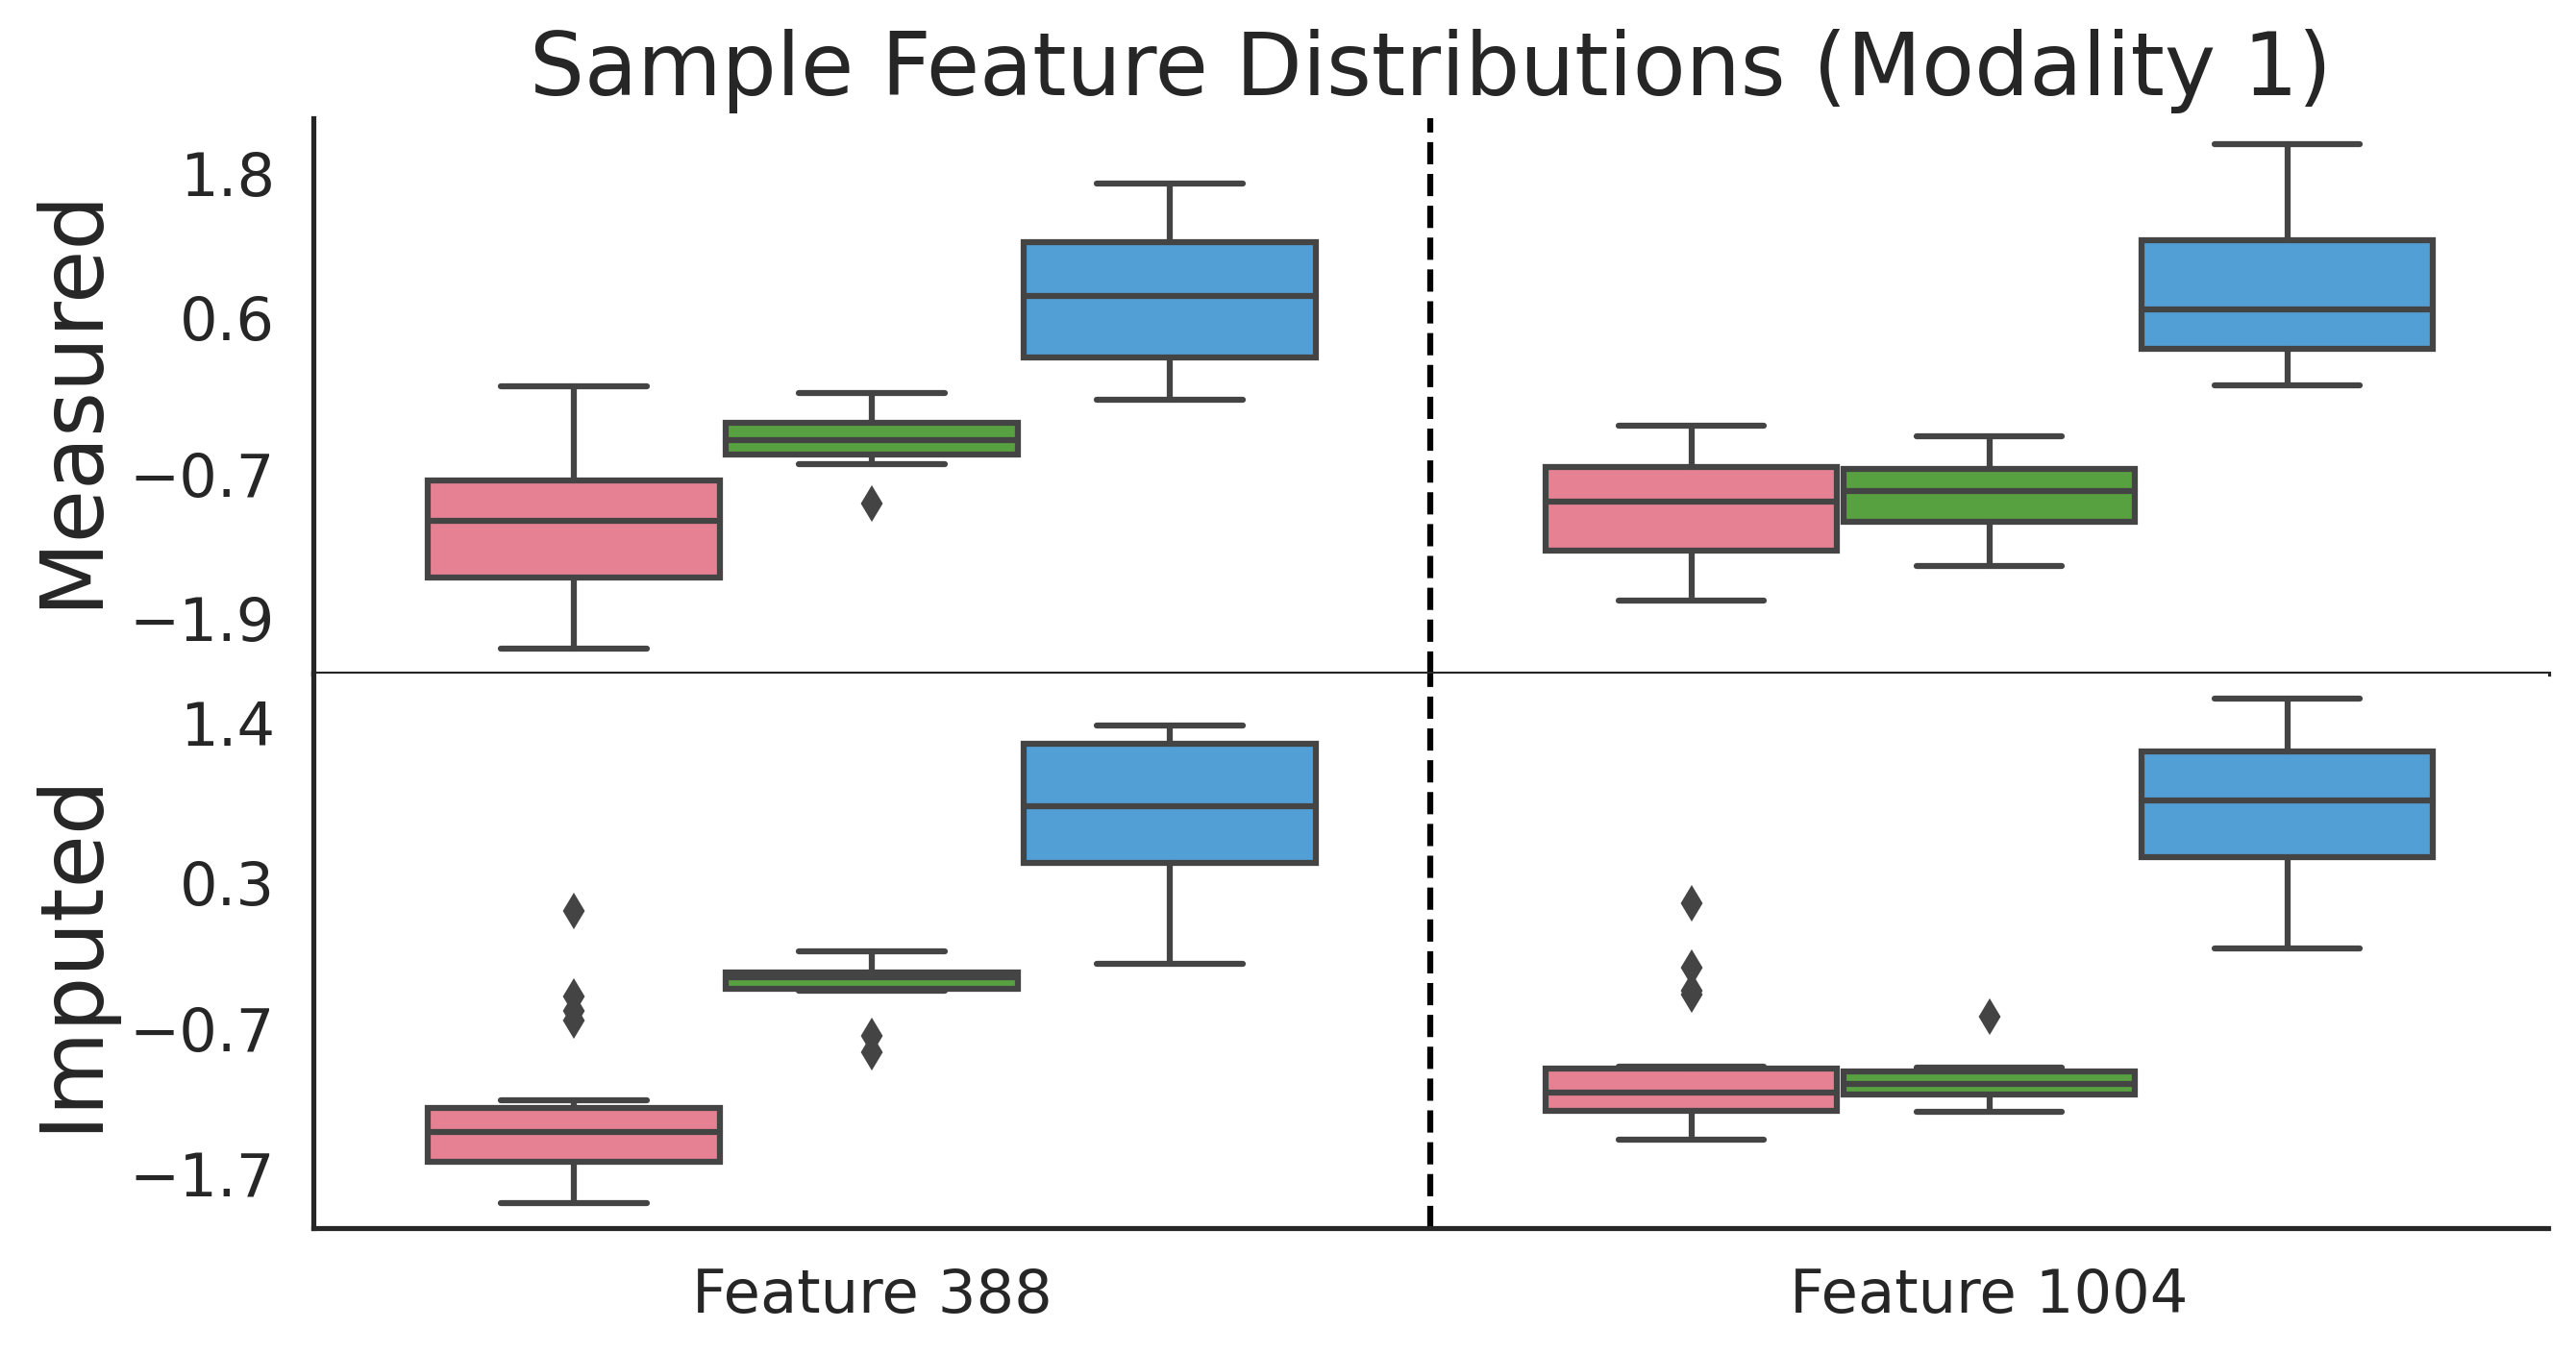 Sample Feature Distributions (Modality 1)
Measured
1.8
0.6
−0.7
−1.9
Imputed
1.4
0.3
−0.7
−1.7
Feature 388
Feature 1004